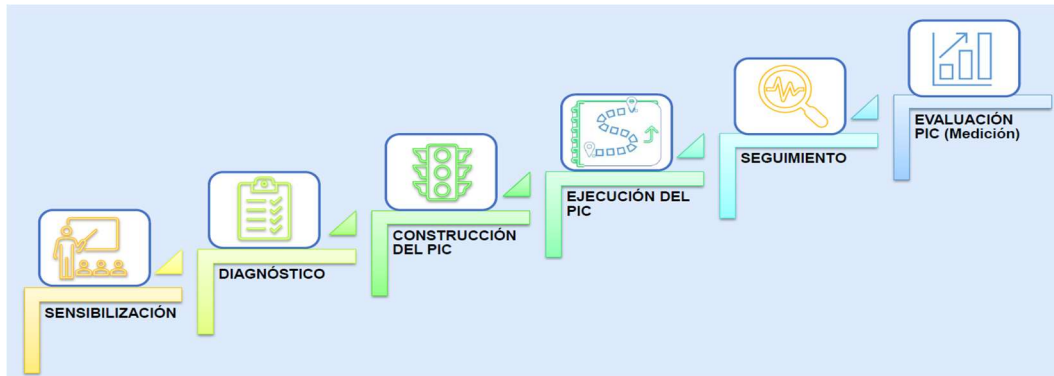 SENSIBILIZACIÓN
DIAGNÓSTICO
CONSTRUCCIÓN
DEL PIC
EJECUCIÓN DEL
PIC
SEGUIMIENTO
EVALUACIÓN
PIC (Medición)